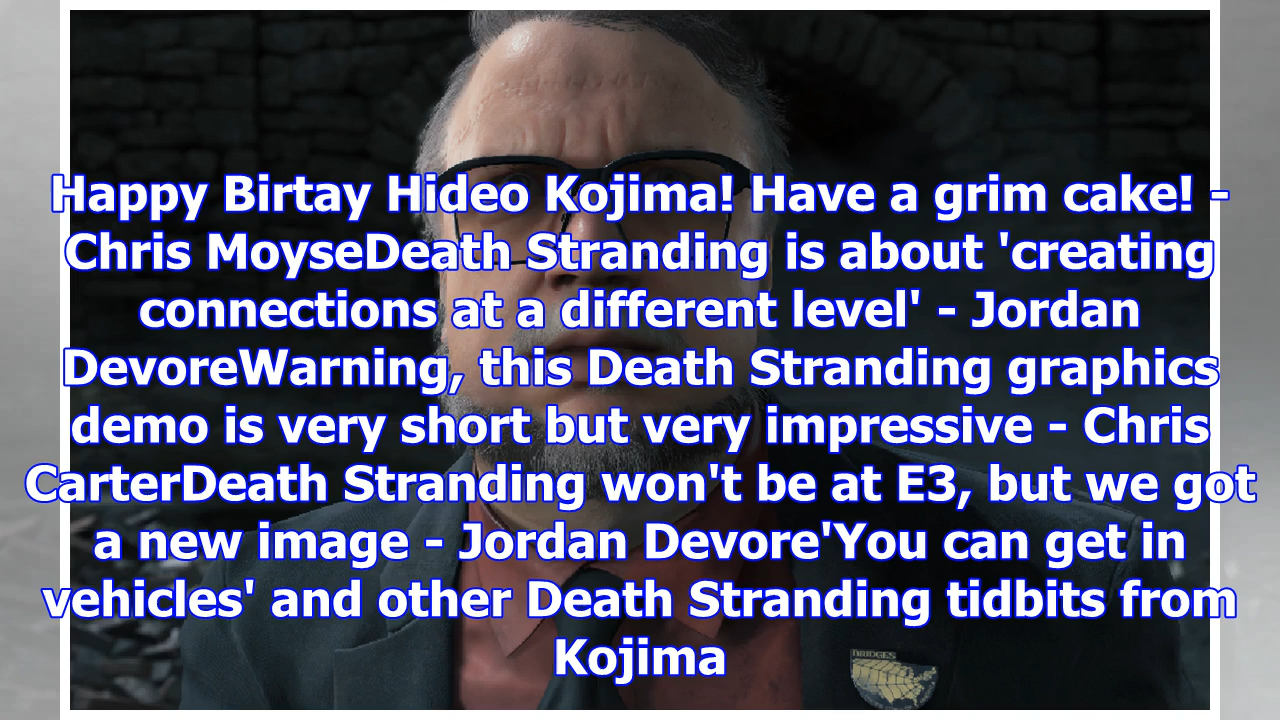 Happy Birtay Hideo Kojima! Have a grim cake! -
Chris MoyseDeath Stranding is about 'creating
connections at a different level' - Jordan
DevoreWarning, this Death Stranding graphics
demo is very short but very impressive - Chris
CarterDeath Stranding won't be at E3, but we got
a new image - Jordan Devore'You can get in
vehicles' and other Death Stranding tidbits from
Kojima
BRIDGES